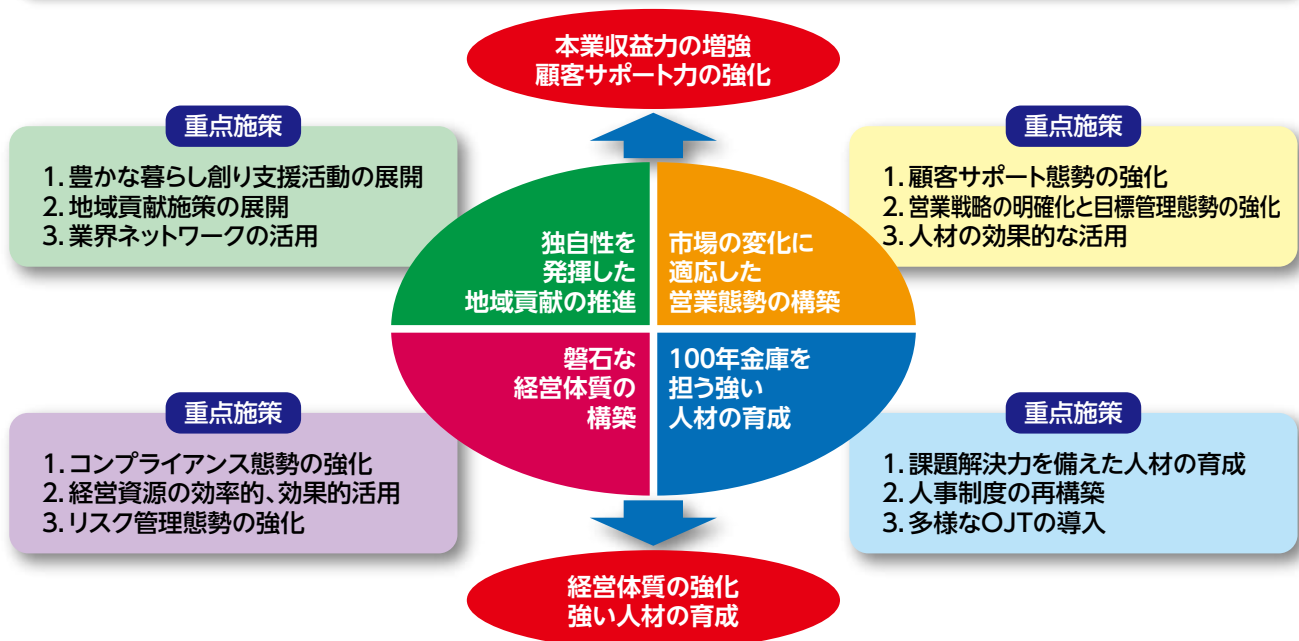 本業収益力の増強
顧客サポート力の強化
重点施策
1. 豊かな暮らし創り支援活動の展開
2. 地域貢献施策の展開
3. 業界ネットワークの活用
重点施策
1. 顧客サポート態勢の強化
2. 営業戦略の明確化と目標管理態勢の強化
3. 人材の効果的な活用
独自性を
発揮した
地域貢献の推進
市場の変化に
適応した
営業態勢の構築
磐石な
経営体質の
構築
100年金庫を
担う強い
人材の育成
重点施策
1. コンプライアンス態勢の強化
2. 経営資源の効率的、効果的活用
3. リスク管理態勢の強化
重点施策
1. 課題解決力を備えた人材の育成
2. 人事制度の再構築
3. 多様なOJTの導入
経営体質の強化
強い人材の育成